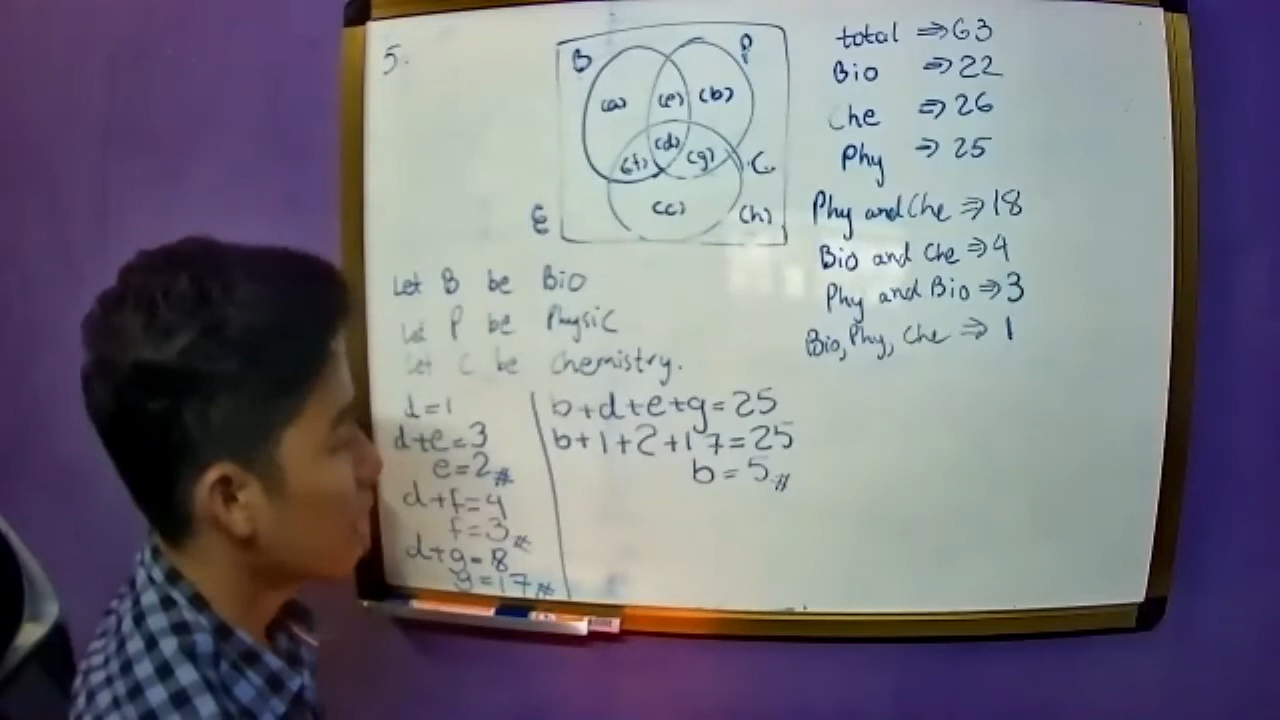 5.
B
P
(a)
(e)
(b)
(d)
(f)
(g)
C
(c)
(h)
ξ
total ⇒ 63
Bio ⇒ 22
Che ⇒ 26
Phy ⇒ 25
Phy and Che ⇒ 18
Bio and Che ⇒ 4
Phy and Bio ⇒ 3
Bio, Phy, Che ⇒ 1
Let B be Bio
Let P be Physic
Let C be Chemistry.
d=1
d+e=3
e=2
d+f=4
f=3
d+g=18
g=17
b+d+e+g=25
b+1+2+17=25
b=5